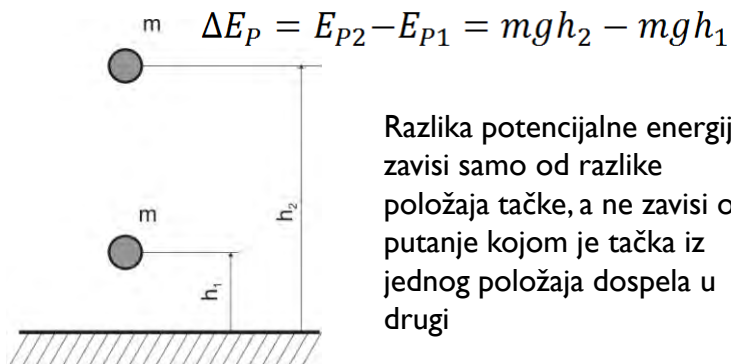 m
ΔE_P = E_P2−E_P1 = mgh_2 − mgh_1
Razlika potencijalne energij
zavisi samo od razlike
položaja tačke, a ne zavisi o
putanje kojom je tačka iz
jednog položaja dospela u
drugi
m
h_2
h_1